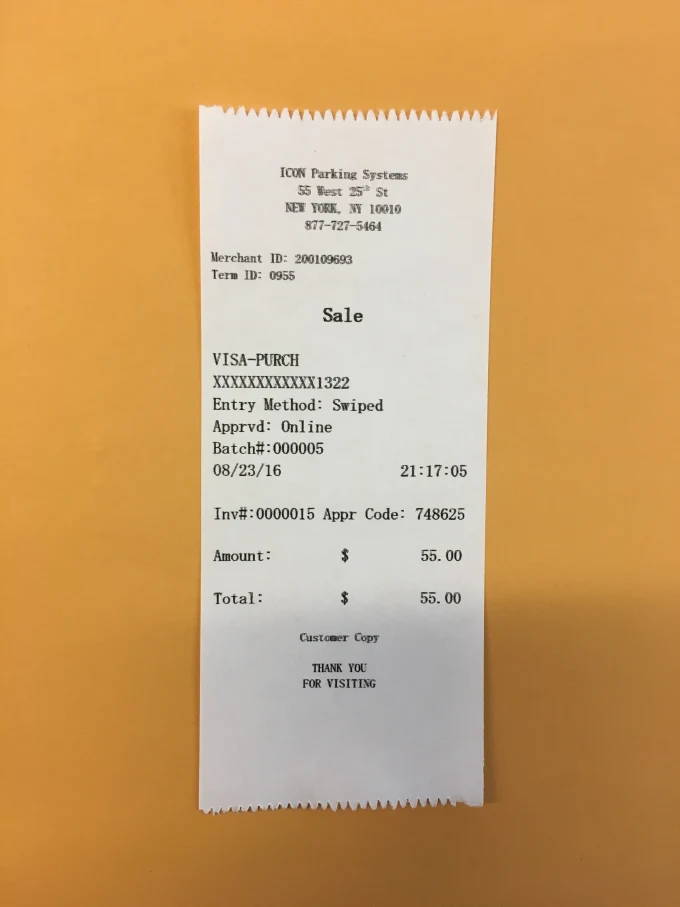 ICON Parking Systems
55 West 25th St
NEW YORK, NY 10010
877-727-5464
Merchant ID: 200109693
Term ID: 0955
Sale
VISA-PURCH
XXXXXXXXXXXX1322
Entry Method: Swiped
Apprvd: Online
Batch#:000005
08/23/16 21:17:05
Inv#:0000015 Appr Code: 748625
Amount: $ 55.00
Total: $ 55.00
Customer Copy
THANK YOU
FOR VISITING